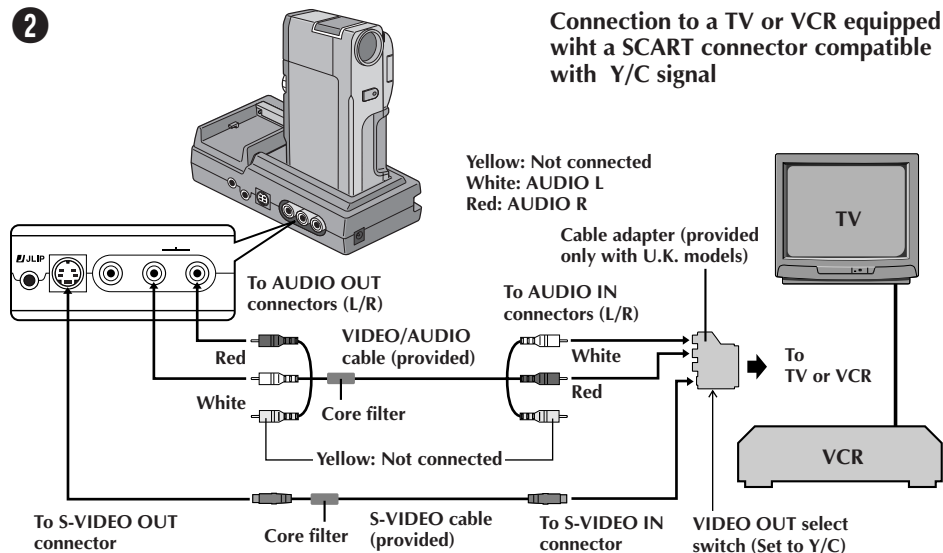 2
Connection to a TV or VCR equipped
wiht a SCART connector compatible
with Y/C signal
Yellow: Not connected
White: AUDIO L
Red: AUDIO R
Cable adapter (provided
only with U.K. models)
TV
JLIP
To AUDIO OUT
connectors (L/R)
To AUDIO IN
connectors (L/R)
VIDEO/AUDIO
cable (provided)
Red
White
White
Red
Core filter
To
TV or VCR
Yellow: Not connected
VCR
To S-VIDEO OUT
connector
Core filter
S-VIDEO cable
(provided)
To S-VIDEO IN
connector
VIDEO OUT select
switch (Set to Y/C)